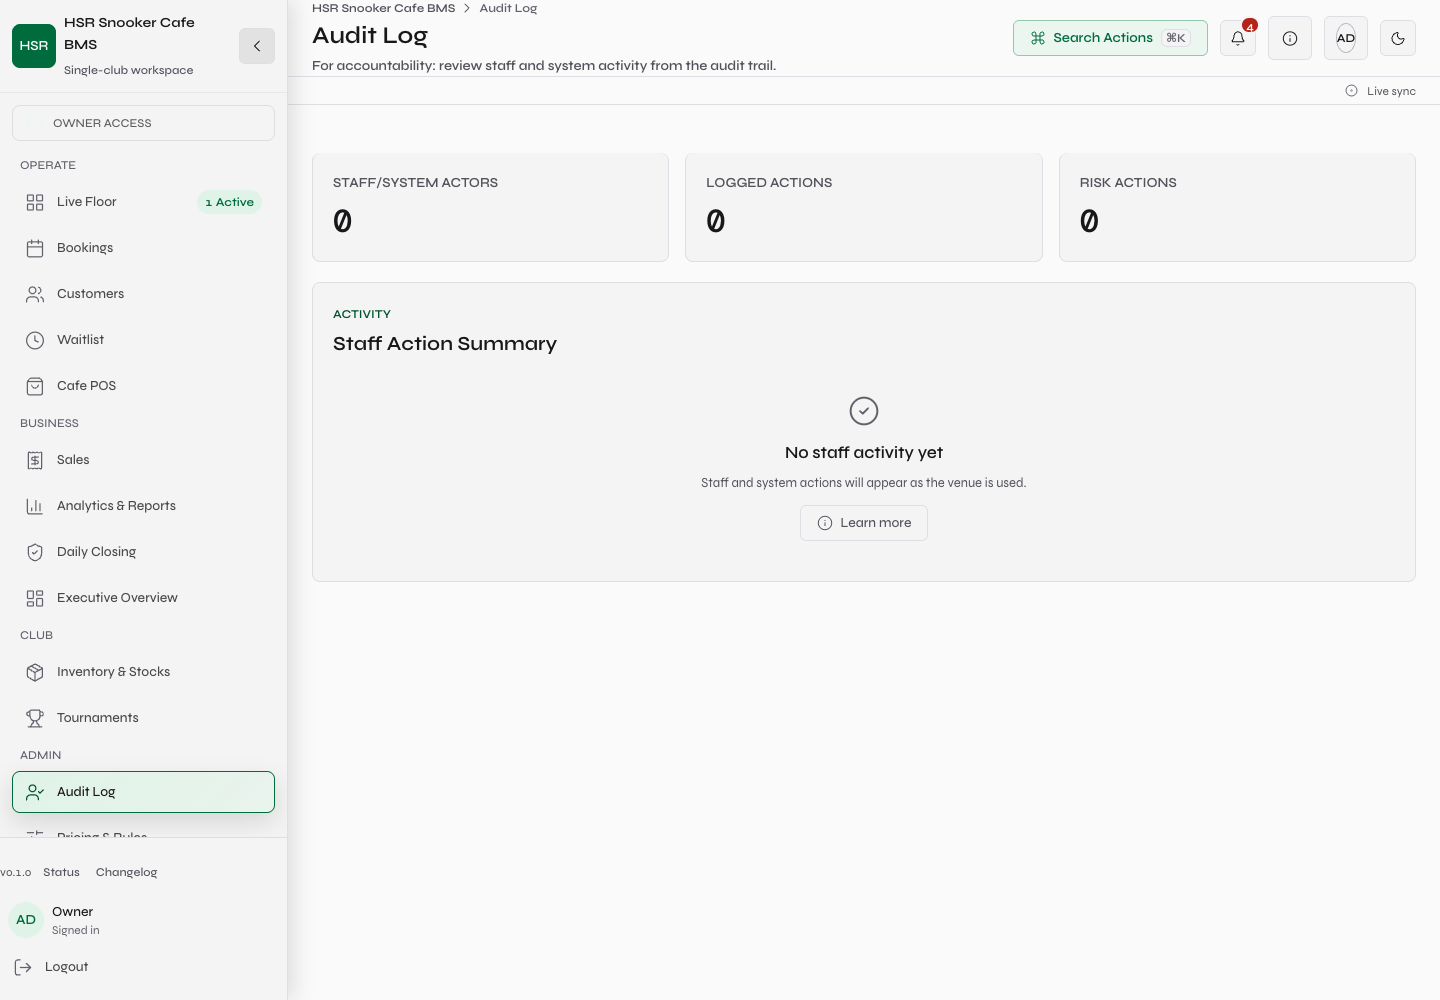 HSR
HSR Snooker Cafe
BMS
Single-club workspace
OWNER ACCESS
OPERATE
Live Floor
1 Active
Bookings
Customers
Waitlist
Cafe POS
BUSINESS
Sales
Analytics & Reports
Daily Closing
Executive Overview
CLUB
Inventory & Stocks
Tournaments
ADMIN
Audit Log
Pricing & Rules
v0.1.0 Status Changelog
AD
Owner
Signed in
Logout
HSR Snooker Cafe BMS > Audit Log
Audit Log
For accountability: review staff and system activity from the audit trail.
Search Actions ⌘K
4
AD
Live sync
STAFF/SYSTEM ACTORS
0
LOGGED ACTIONS
0
RISK ACTIONS
0
ACTIVITY
Staff Action Summary
No staff activity yet
Staff and system actions will appear as the venue is used.
Learn more